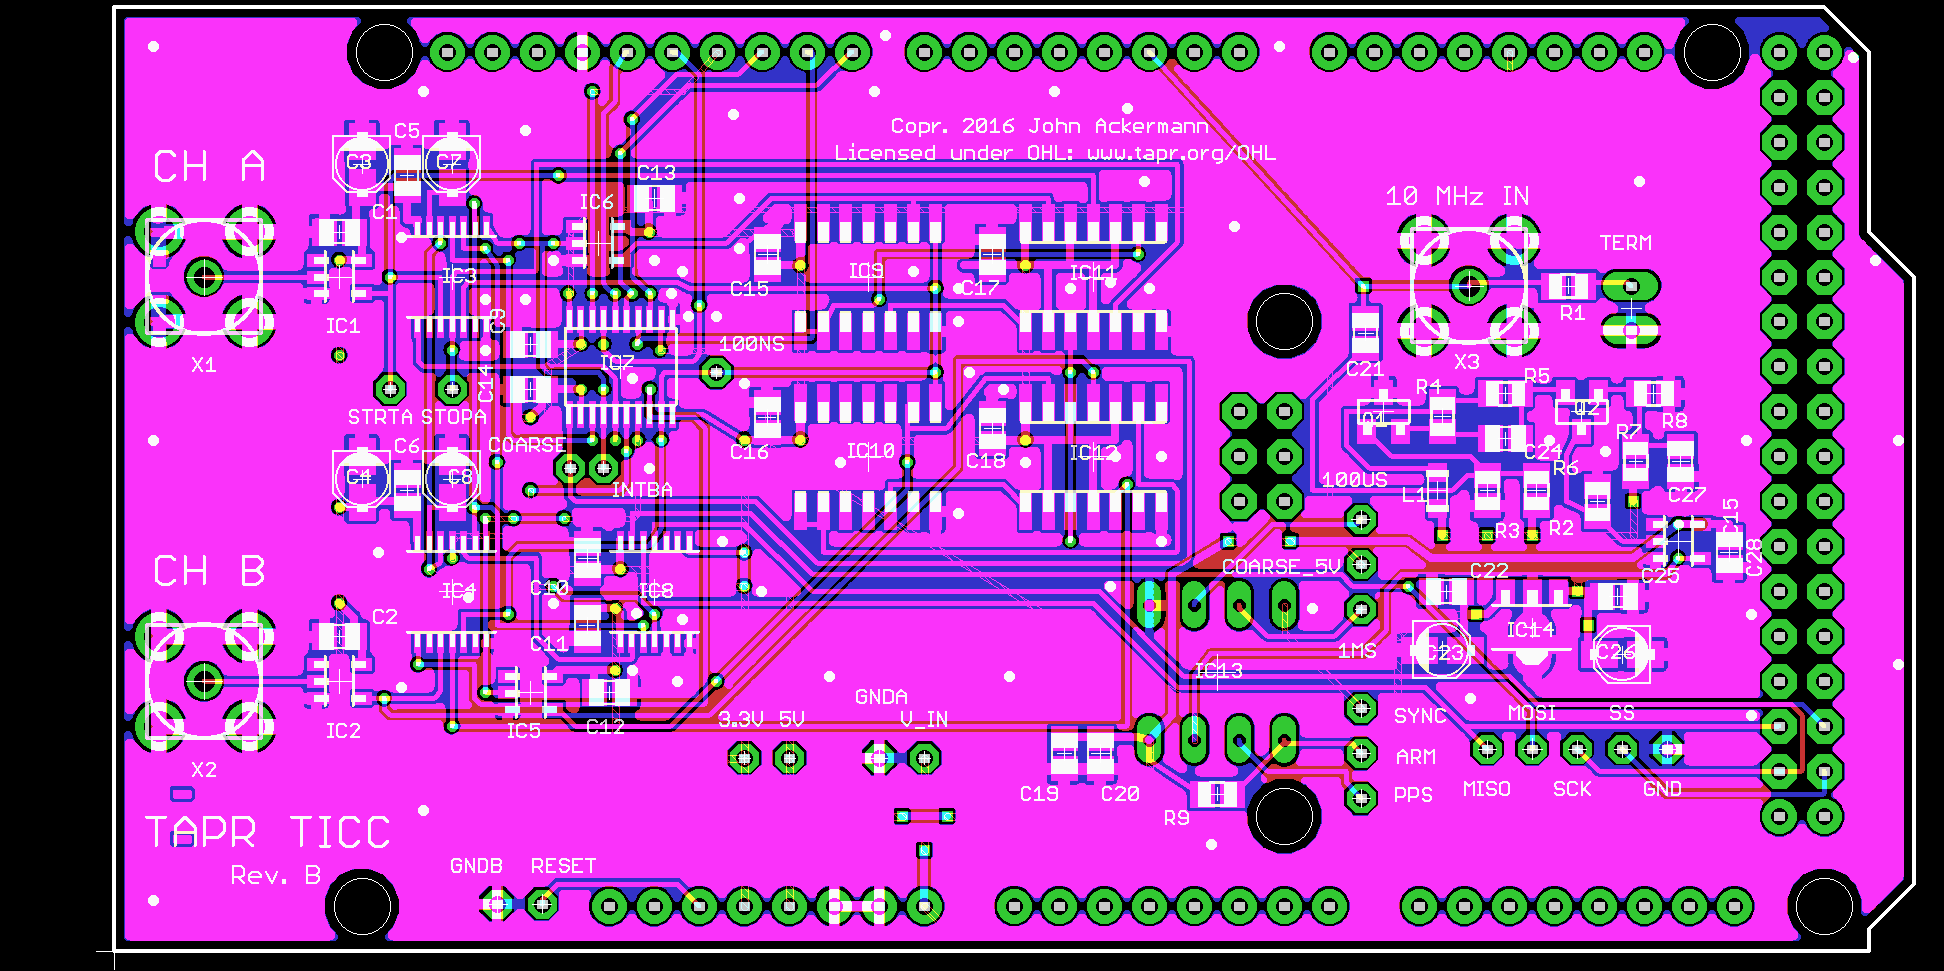 Copr. 2016 John Ackermann
Licensed under OHL: www.tapr.org/OHL
CH A
C3
C5
C7
C13
C1
IC6
10 MHz IN
TERM
IC3
IC9
IC11
C15
C17
IC1
C9
R1
X1
100NS
IC7
X3
C21
C14
R4
R5
STRTA
STOPA
Q1
Q2
R8
R7
C6
COARSE
C16
IC10
C18
IC12
C24
R6
C4
C8
INTBA
100US
L1
C27
R3
R2
C15
CH B
COARSE_5V
C22
C25
C28
C10
IC4
IC8
C2
C11
IC14
1MS
C23
C26
IC13
GNDA
3.3V
5V
V_IN
SYNC
MOSI
SS
IC2
IC5
C12
X2
ARM
C19
C20
PPS
MISO
SCK
GND
R9
TAPR TICC
Rev. B
GNDB
RESET